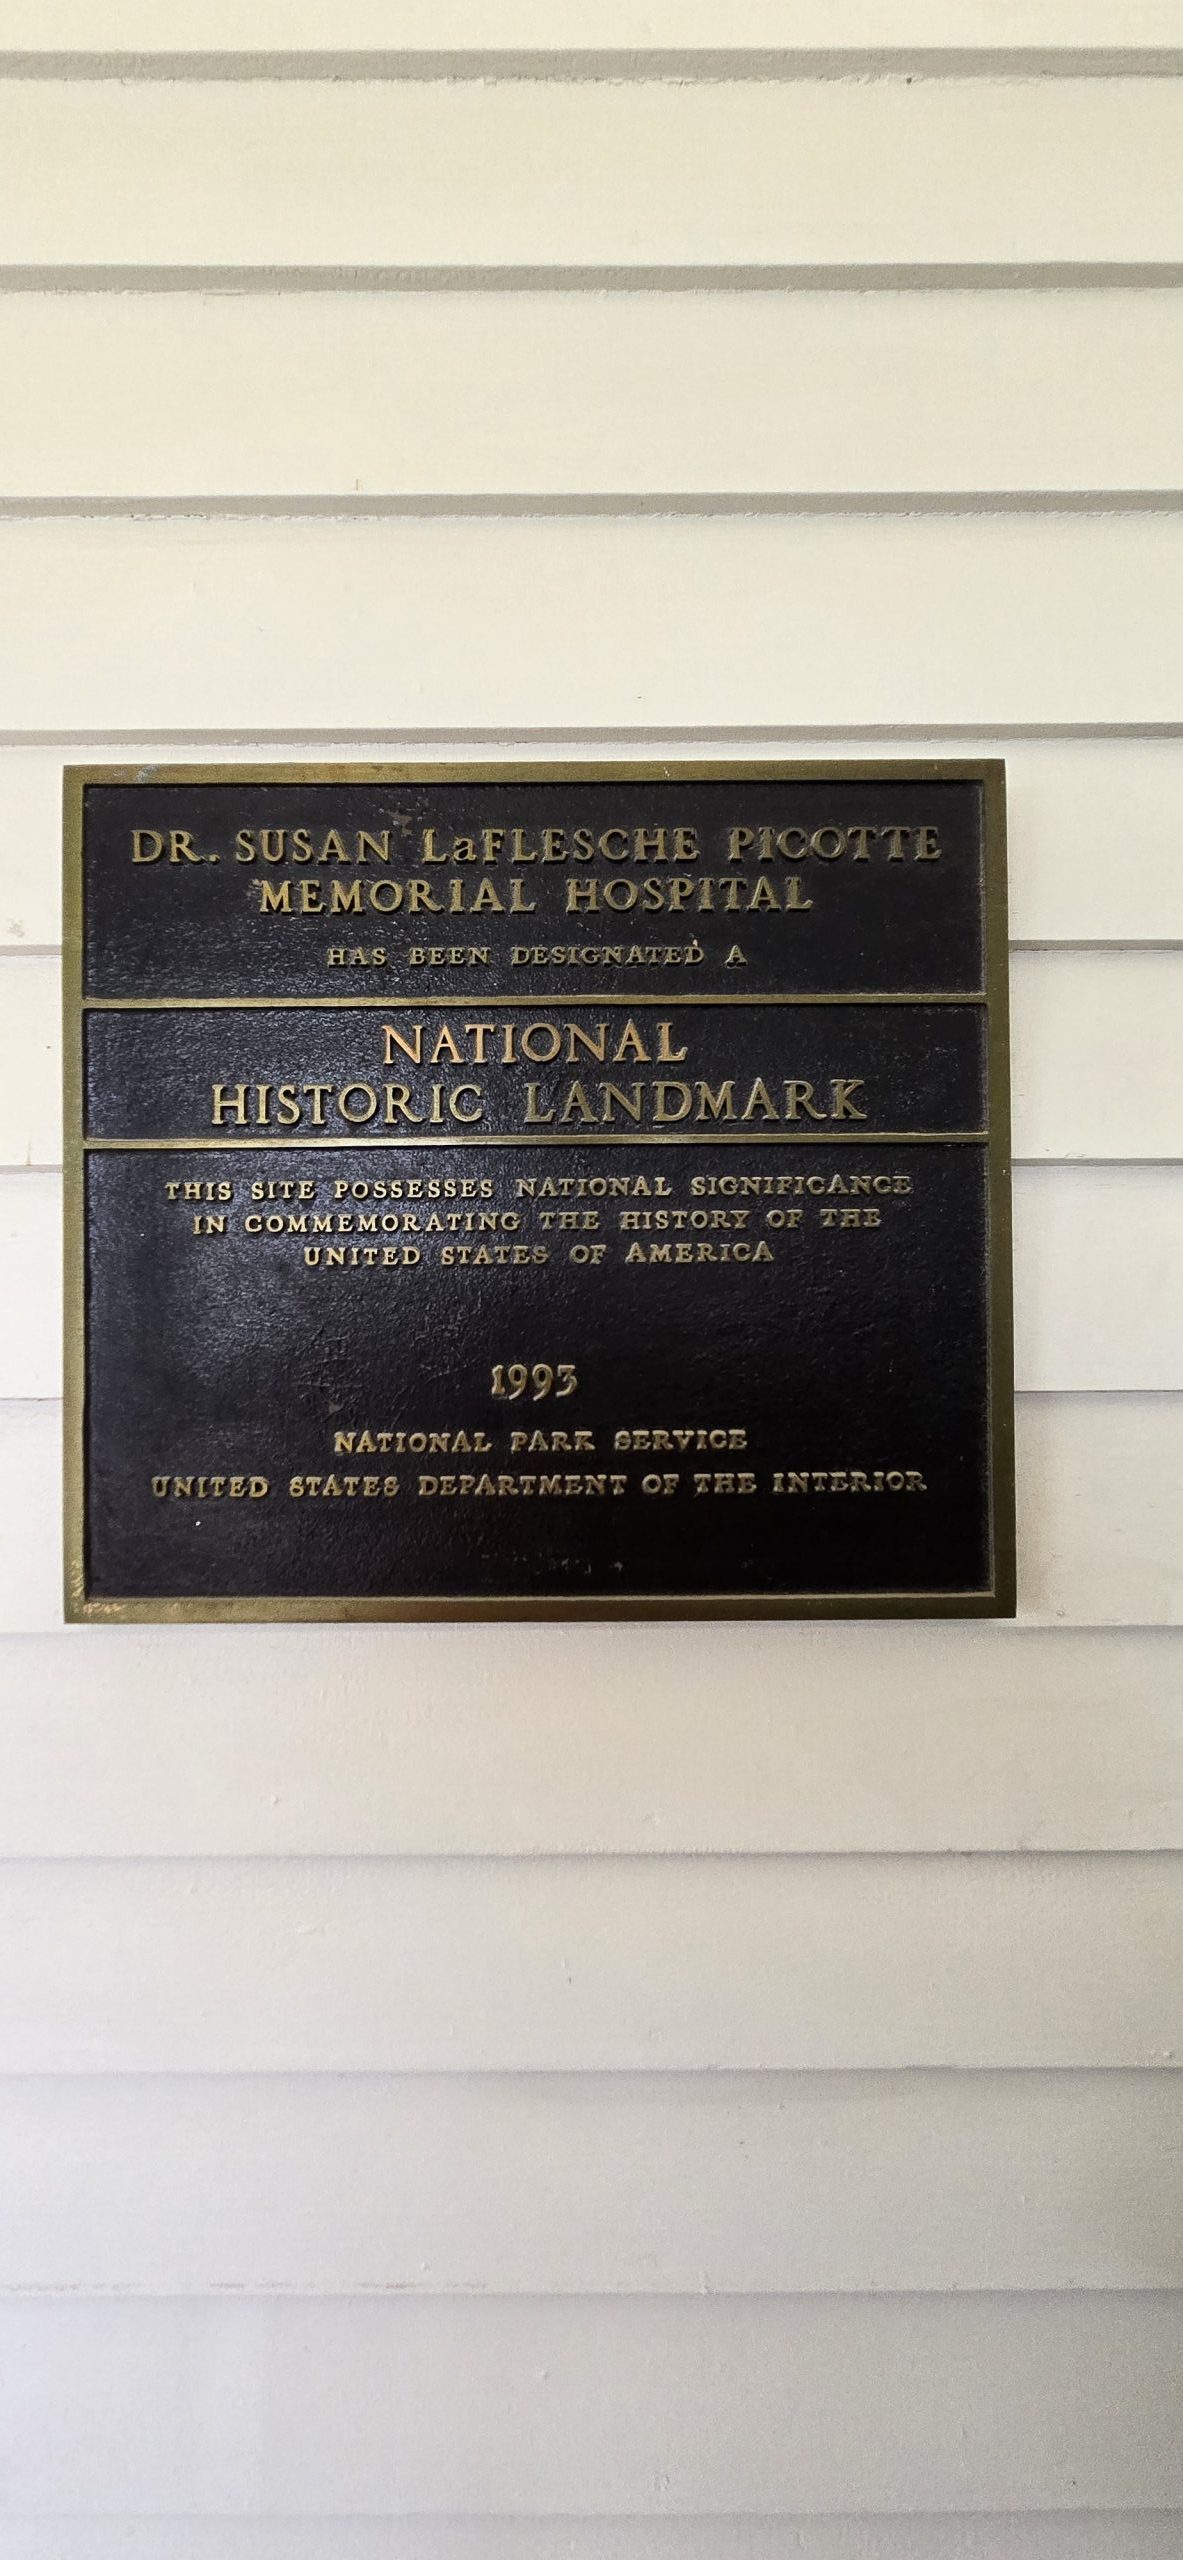 DR. SUSAN LaFLESCHE PICOTTE
MEMORIAL HOSPITAL
HAS BEEN DESIGNATED A
NATIONAL
HISTORIC LANDMARK
THIS SITE POSSESSES NATIONAL SIGNIFICANCE
IN COMMEMORATING THE HISTORY OF THE
UNITED STATES OF AMERICA
1993
NATIONAL PARK SERVICE
UNITED STATES DEPARTMENT OF THE INTERIOR